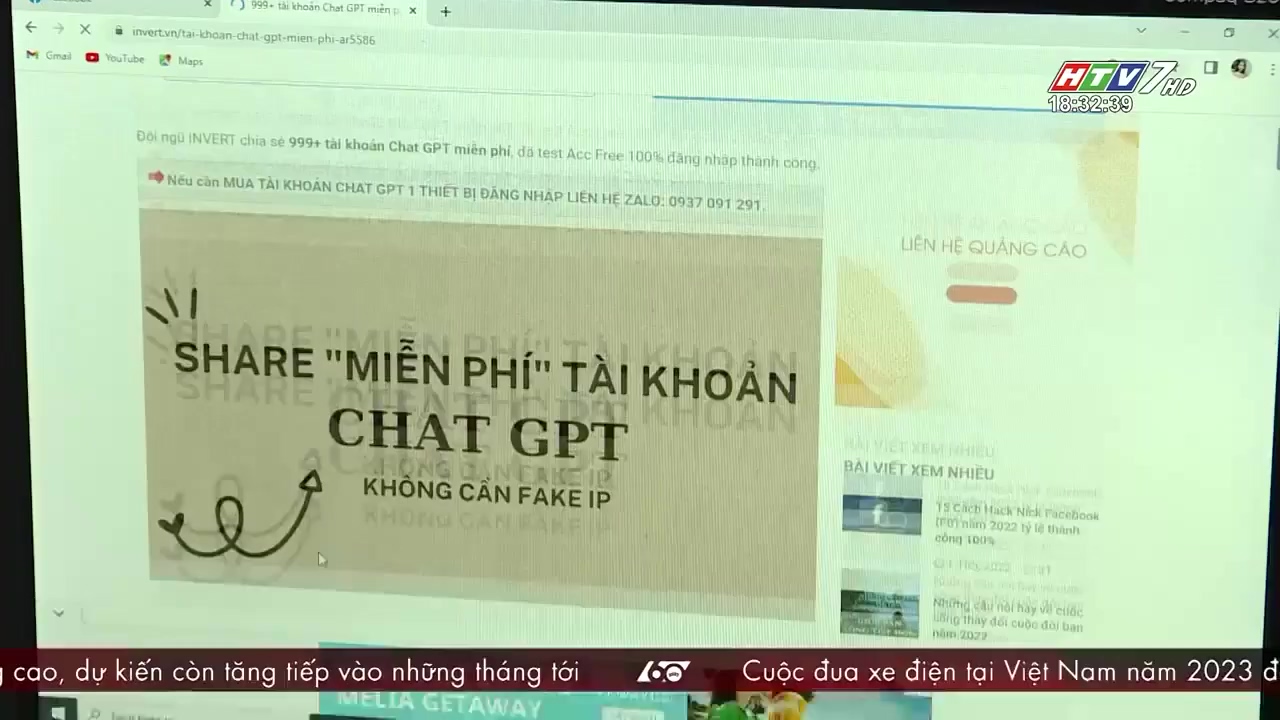 999+ tài khoản Chat GPT miễn p
invert.vn/tai-khoan-chat-gpt-mien-phi-ar5586
Gmail YouTube Maps
HTV7HD
18:32:39
Đội ngũ INVERT chia sẻ 999+ tài khoản Chat GPT miễn phí, đã test Acc Free 100% đăng nhập thành công.
Nếu cần MUA TÀI KHOẢN CHAT GPT 1 THIẾT BỊ ĐĂNG NHẬP LIÊN HỆ ZALO: 0937 091 291.
LIÊN HỆ QUẢNG CÁO
SHARE "MIỄN PHÍ" TÀI KHOẢN
CHAT GPT
KHÔNG CẦN FAKE IP
BÀI VIẾT XEM NHIỀU
15 Cách Hack Nick Facebook
(FB) năm 2022 tỷ lệ thành
công 100%
Những câu nói hay về cuộc
sống thay đổi cuộc đời bạn
năm 2022
g cao, dự kiến còn tăng tiếp vào những tháng tới
60
Cuộc đua xe điện tại Việt Nam năm 2023 đ
MELIA GETAWAY